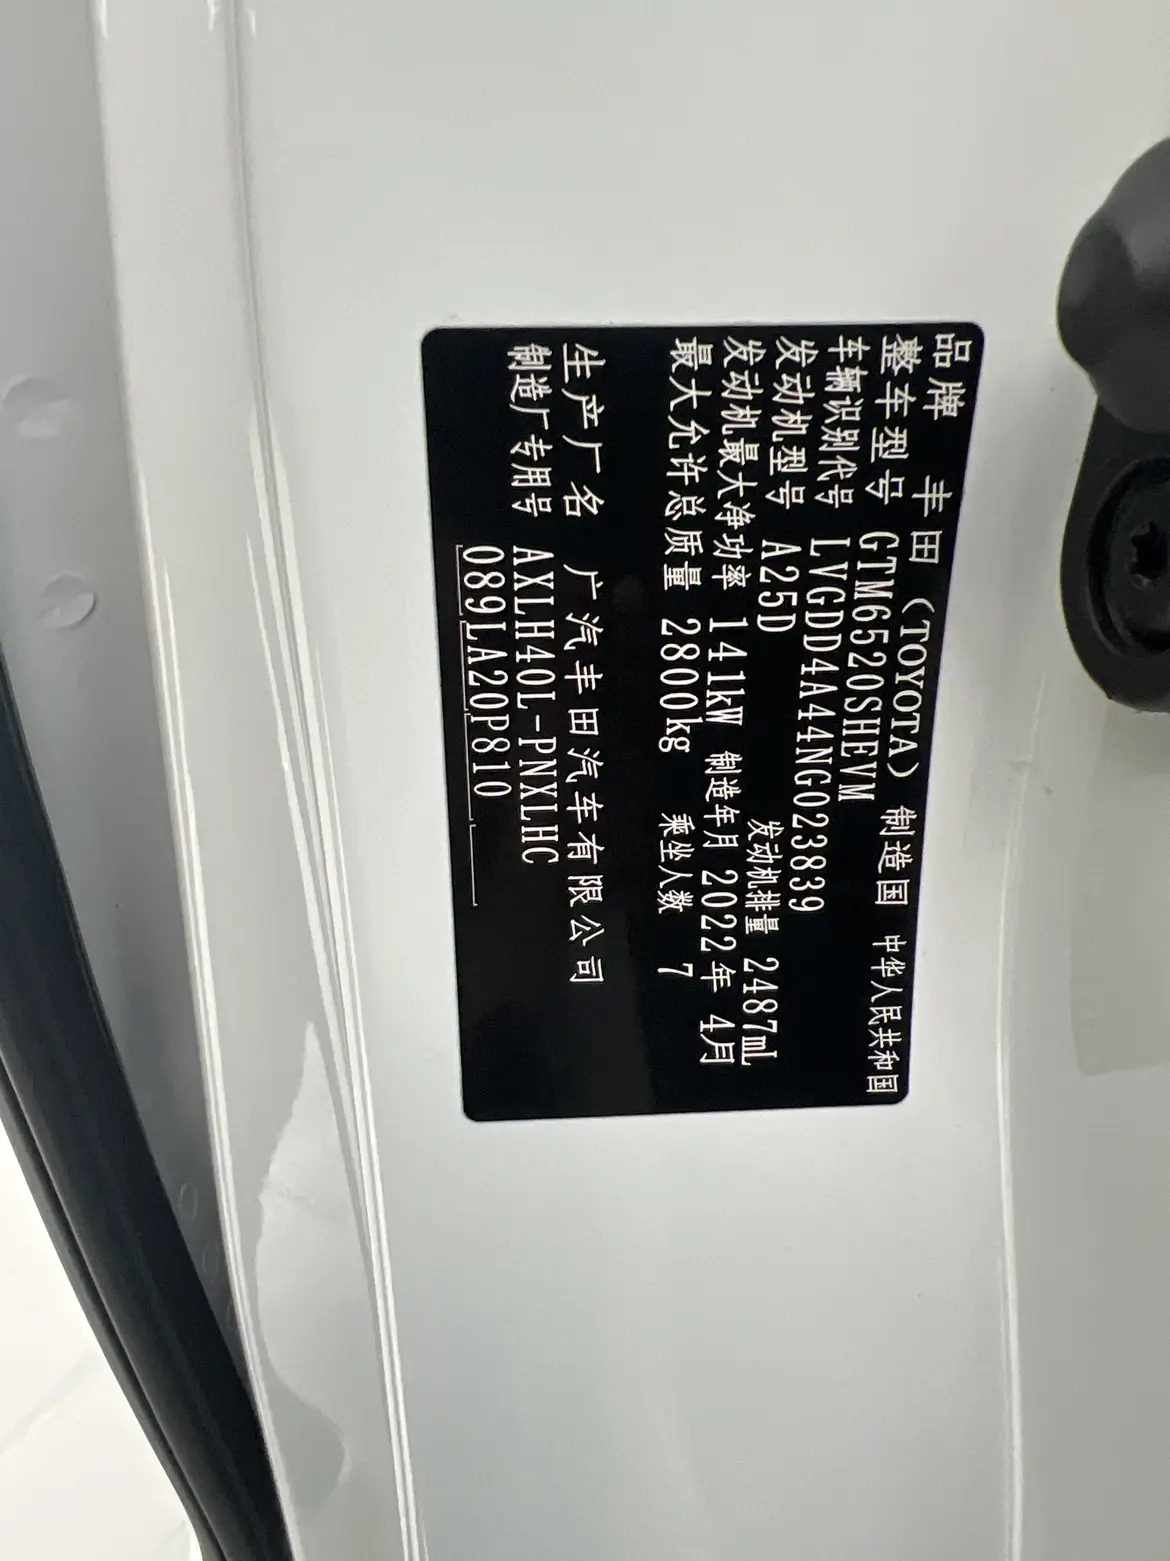 品牌 丰田（TOYOTA） 制造国 中华人民共和国
整车型号 GTM6520SHEVM
车辆识别代号 LVGDD4A44NG023839
发动机型号 A25D 发动机排量 2487mL
发动机最大净功率 141kW 制造年月 2022年 4月
最大允许总质量 2800kg 乘坐人数 7
生产厂名 广汽丰田汽车有限公司
制造厂专用号 AXLH40L-PNXLHC
089LA20P810